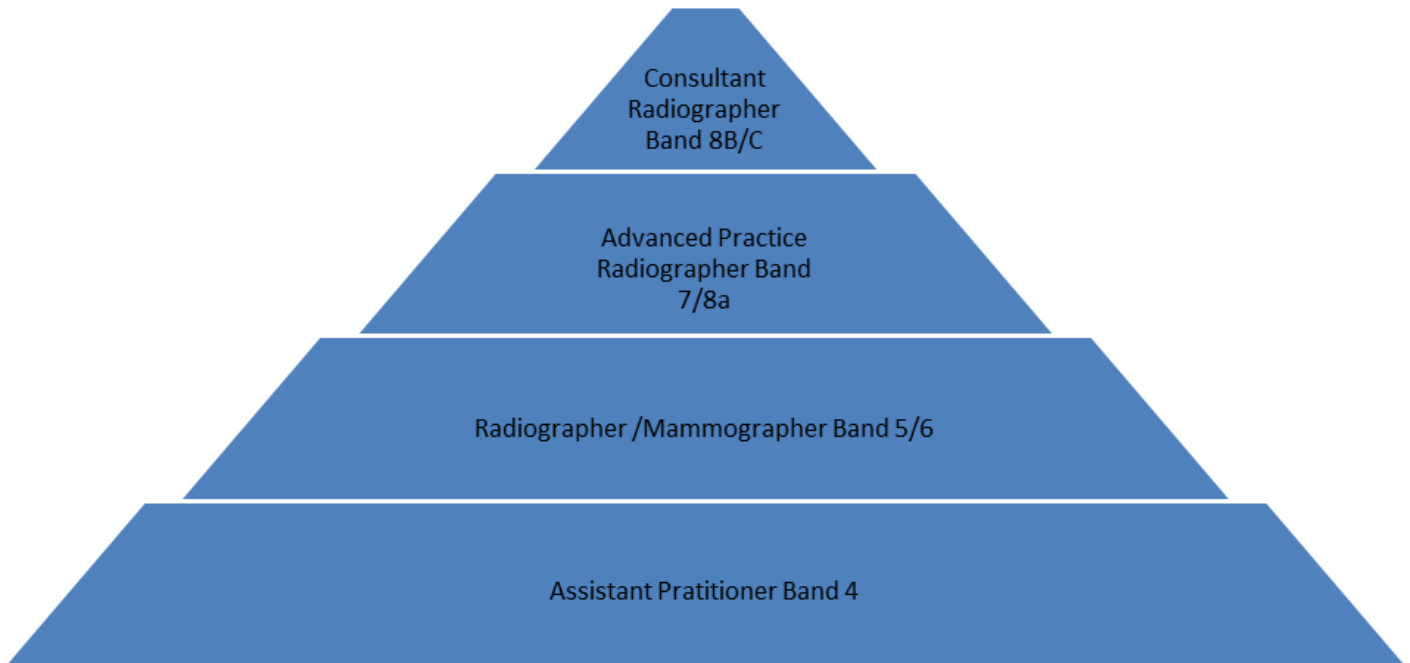 Consultant
Radiographer
Band 8B/C
Advanced Practice
Radiographer Band
7/8a
Radiographer /Mammographer Band 5/6
Assistant Pratitioner Band 4